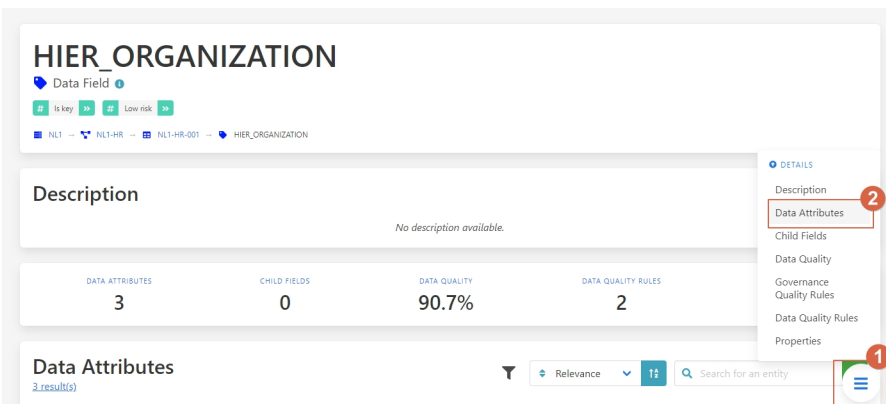 HIER_ORGANIZATION
Data Field
# Is key » # Low risk »
NL1 → NL1-HR → NL1-HR-001 → HIER_ORGANIZATION
Description
No description available.
DATA ATTRIBUTES
3
CHILD FIELDS
0
DATA QUALITY
90.7%
DATA QUALITY RULES
2
DETAILS
Description
Data Attributes
2
Child Fields
Data Quality
Governance
Quality Rules
Data Quality Rules
Properties
1
Data Attributes
3 result(s)
Relevance
Search for an entity